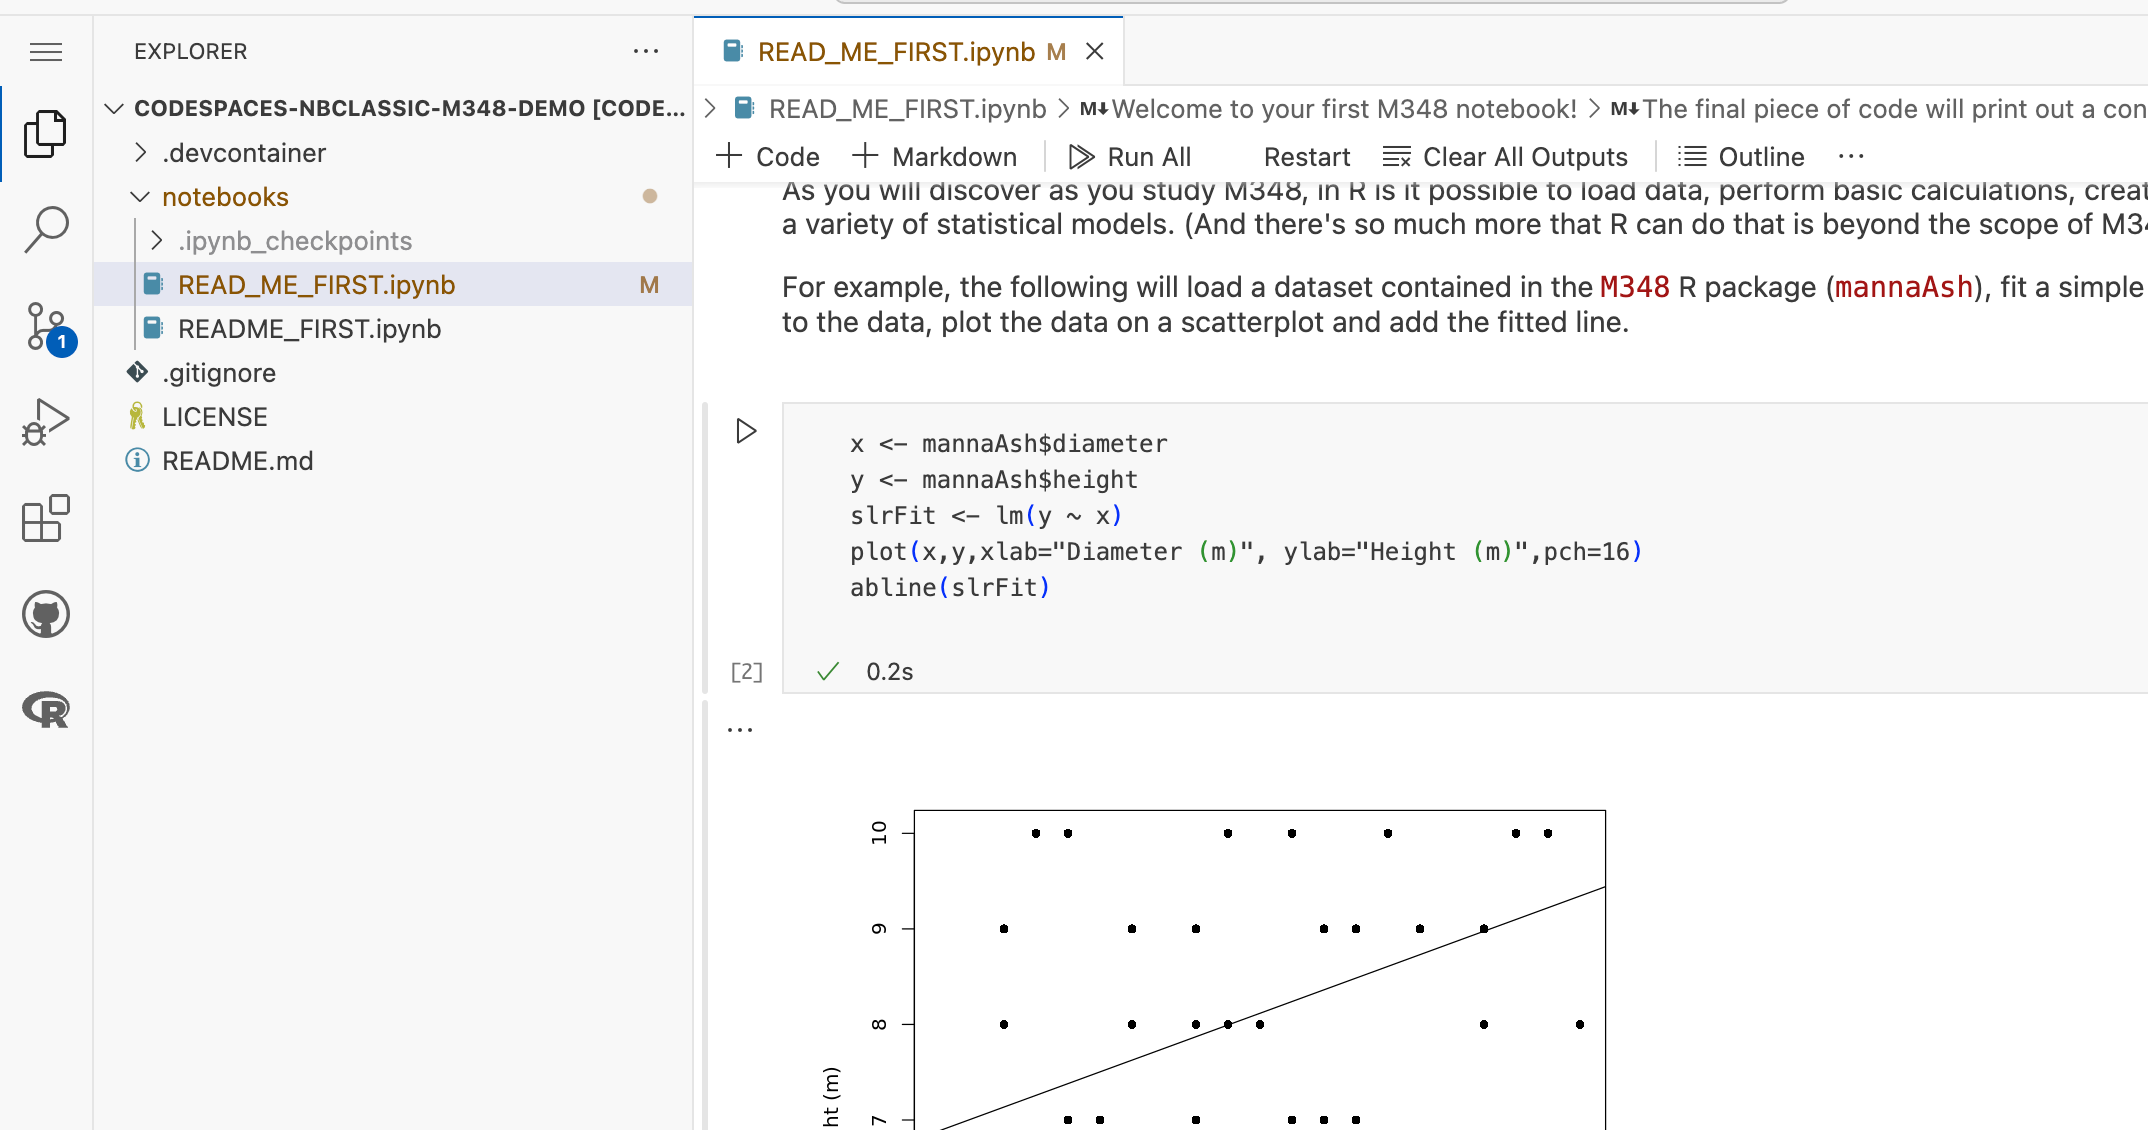 EXPLORER
CODESPACES-NBCLASSIC-M348-DEMO [CODE...
.devcontainer
notebooks
.ipynb_checkpoints
READ_ME_FIRST.ipynb M
README_FIRST.ipynb
.gitignore
LICENSE
README.md
1
READ_ME_FIRST.ipynb M
READ_ME_FIRST.ipynb > M↓Welcome to your first M348 notebook! > M↓The final piece of code will print out a con
+ Code + Markdown Run All Restart Clear All Outputs Outline ...
As you will discover as you study M348, in R is it possible to load data, perform basic calculations, creat
a variety of statistical models. (And there's so much more that R can do that is beyond the scope of M34
For example, the following will load a dataset contained in the M348 R package (mannaAsh), fit a simple
to the data, plot the data on a scatterplot and add the fitted line.
x <- mannaAsh$diameter
y <- mannaAsh$height
slrFit <- lm(y ~ x)
plot(x,y,xlab="Diameter (m)", ylab="Height (m)",pch=16)
abline(slrFit)
[2] ✓ 0.2s
...
10
9
8
7
ht (m)